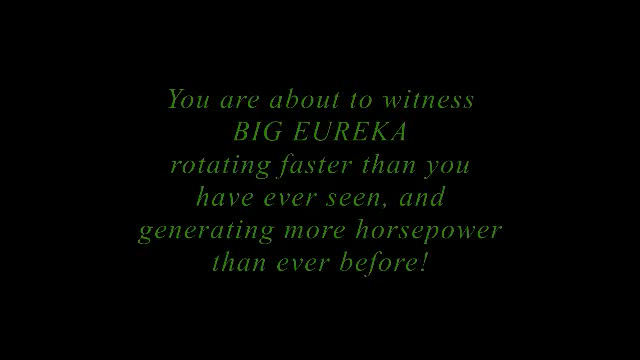 You are about to witness
BIG EUREKA
rotating faster than you
have ever seen, and
generating more horsepower
than ever before!